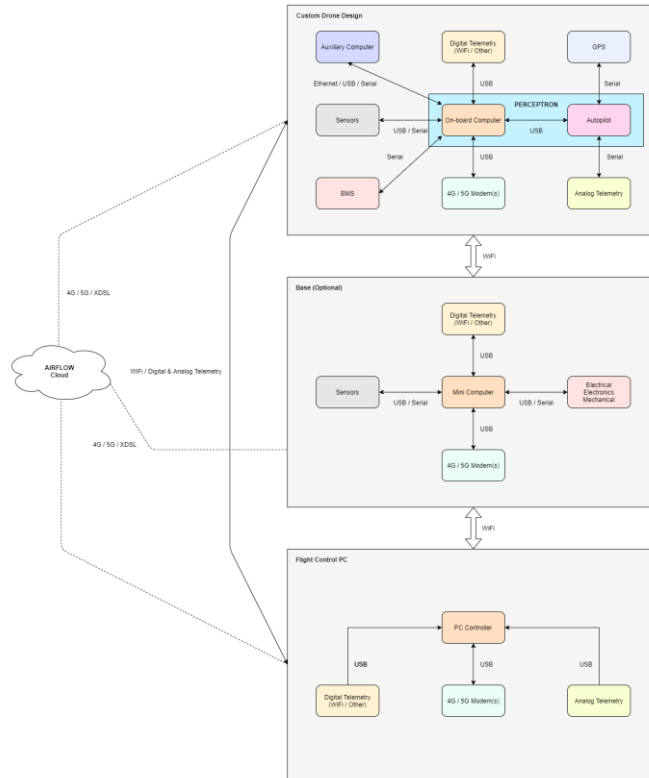 Custom Drone Design
Auxiliary Computer
Digital Telemetry
(WiFi / Other)
GPS
Ethernet / USB / Serial
USB
Serial
PERCEPTRON
Sensors
On-board Computer
Autopilot
USB / Serial
USB
Serial
USB
Serial
BMS
4G / 5G Modem(s)
Analog Telemetry
WiFi
4G / 5G / XDSL
Base (Optional)
Digital Telemetry
(WiFi / Other)
USB
AiRFLOW
Cloud
WiFi / Digital & Analog Telemetry
Sensors
Mini Computer
Electrical
Electronics
Mechanical
USB / Serial
USB / Serial
USB
4G / 5G / XDSL
4G / 5G Modem(s)
WiFi
Flight Control PC
PC Controller
USB
USB
USB
Digital Telemetry
(WiFi / Other)
4G / 5G Modem(s)
Analog Telemetry